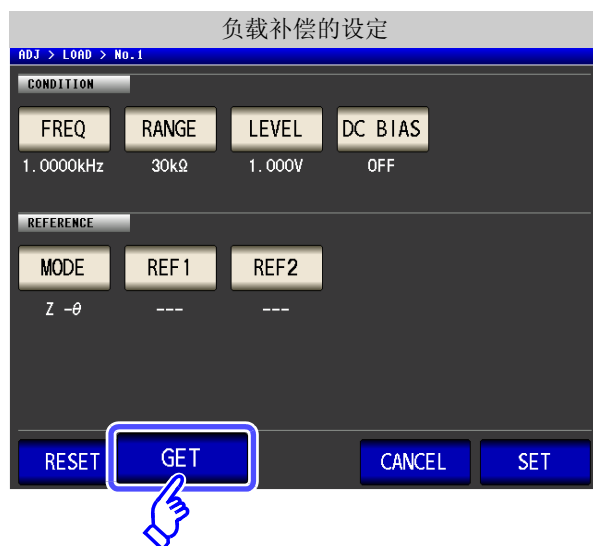 负载补偿的设定
ADJ > LOAD > No.1
CONDITION
FREQ RANGE LEVEL DC BIAS
1.0000kHz 30kΩ 1.000V OFF
REFERENCE
MODE REF1 REF2
Z -θ --- ---
RESET GET CANCEL SET